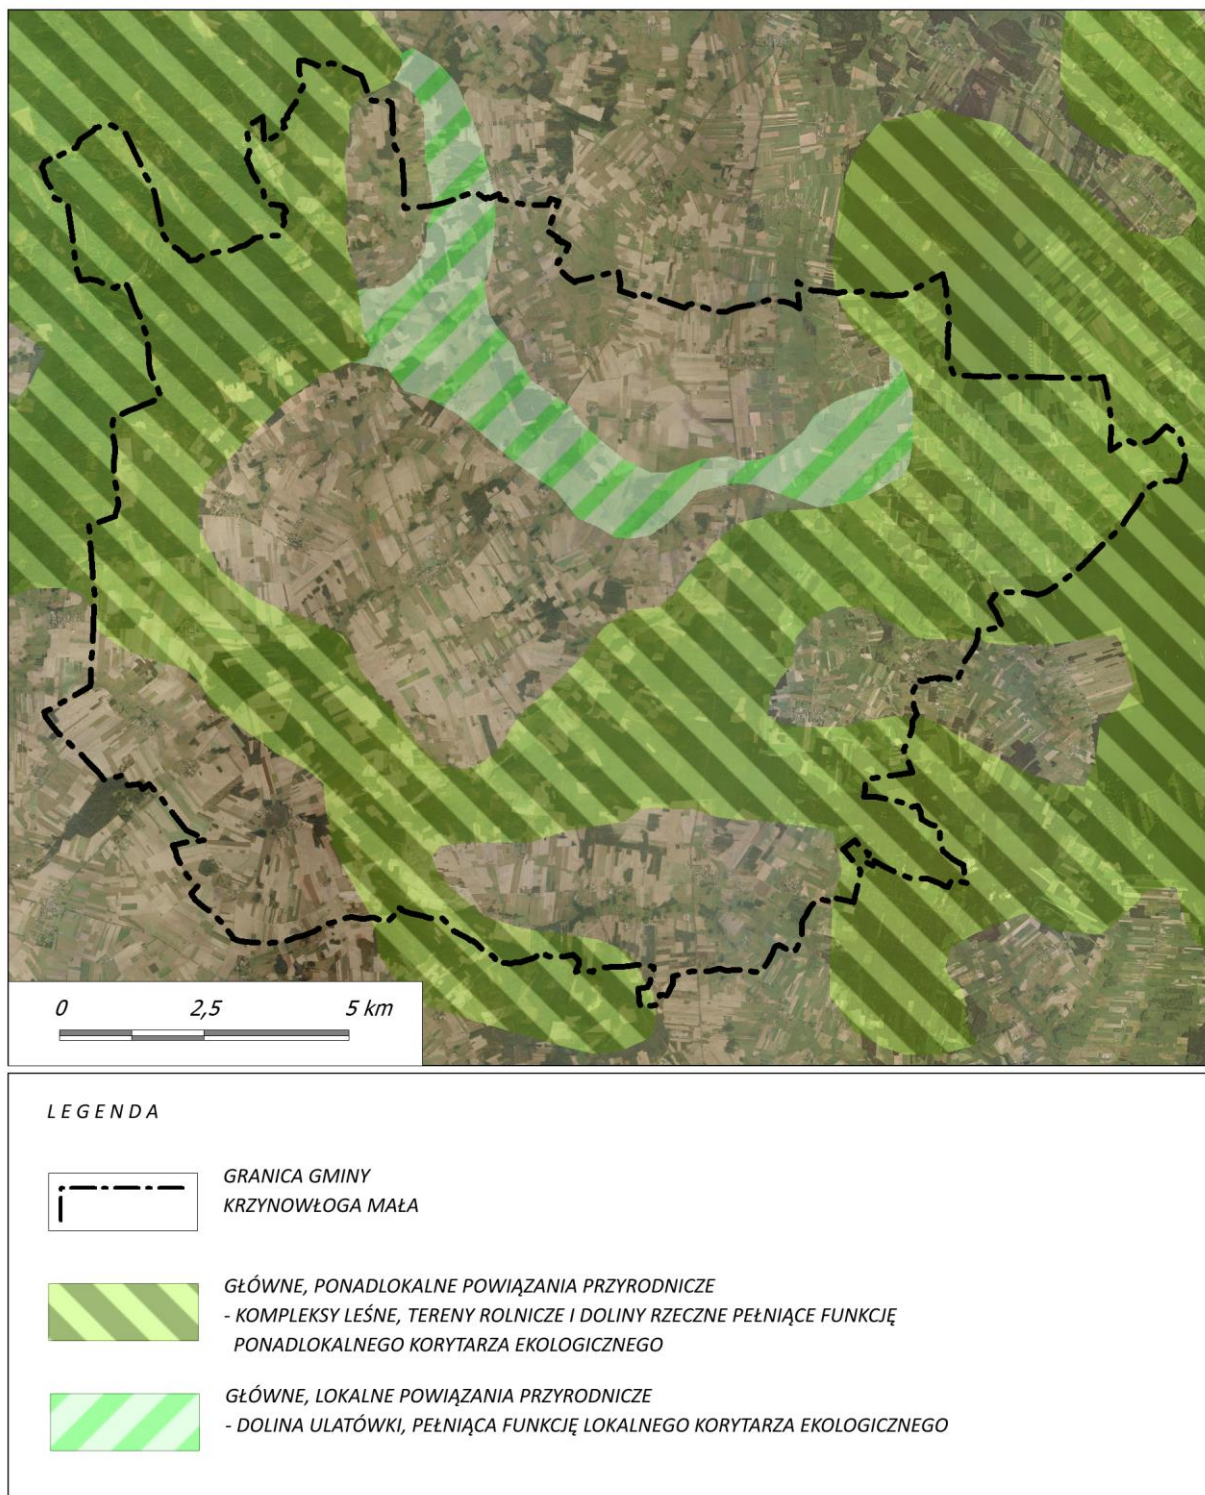 0 2,5 5 km
L E G E N D A
GRANICA GMINY
KRZYNOWŁOGA MAŁA
GŁÓWNE, PONADLOKALNE POWIĄZANIA PRZYRODNICZE
- KOMPLEKSY LEŚNE, TERENY ROLNICZE I DOLINY RZECZNE PEŁNIĄCE FUNKCJĘ
PONADLOKALNEGO KORYTARZA EKOLOGICZNEGO
GŁÓWNE, LOKALNE POWIĄZANIA PRZYRODNICZE
- DOLINA ULATÓWKI, PEŁNIĄCA FUNKCJĘ LOKALNEGO KORYTARZA EKOLOGICZNEGO